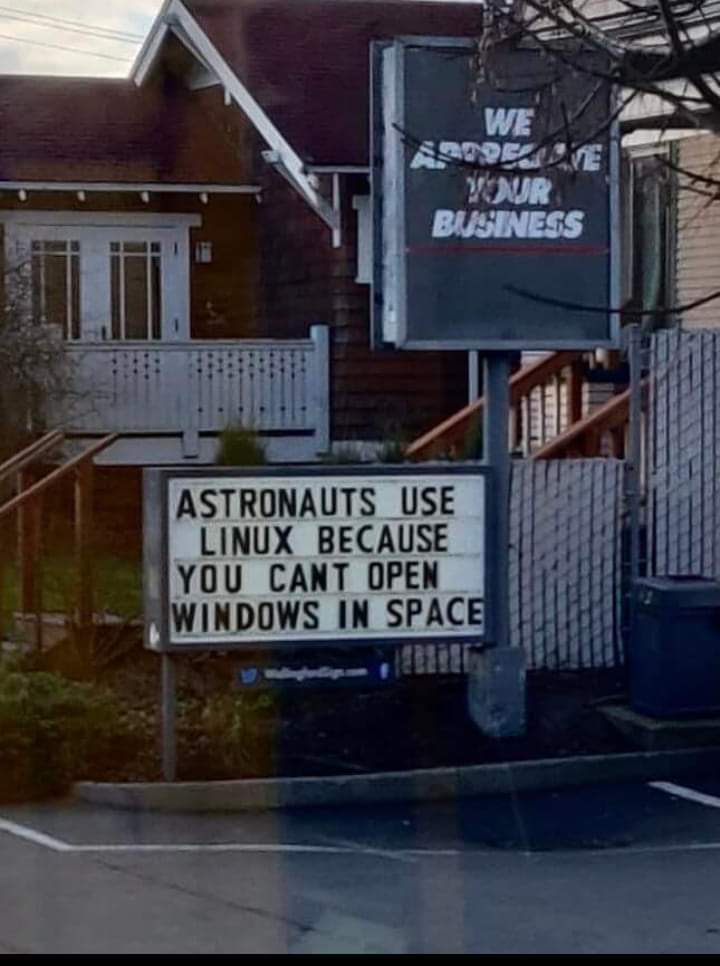 WE
APPRECIATE
YOUR
BUSINESS
ASTRONAUTS USE
LINUX BECAUSE
YOU CANT OPEN
WINDOWS IN SPACE